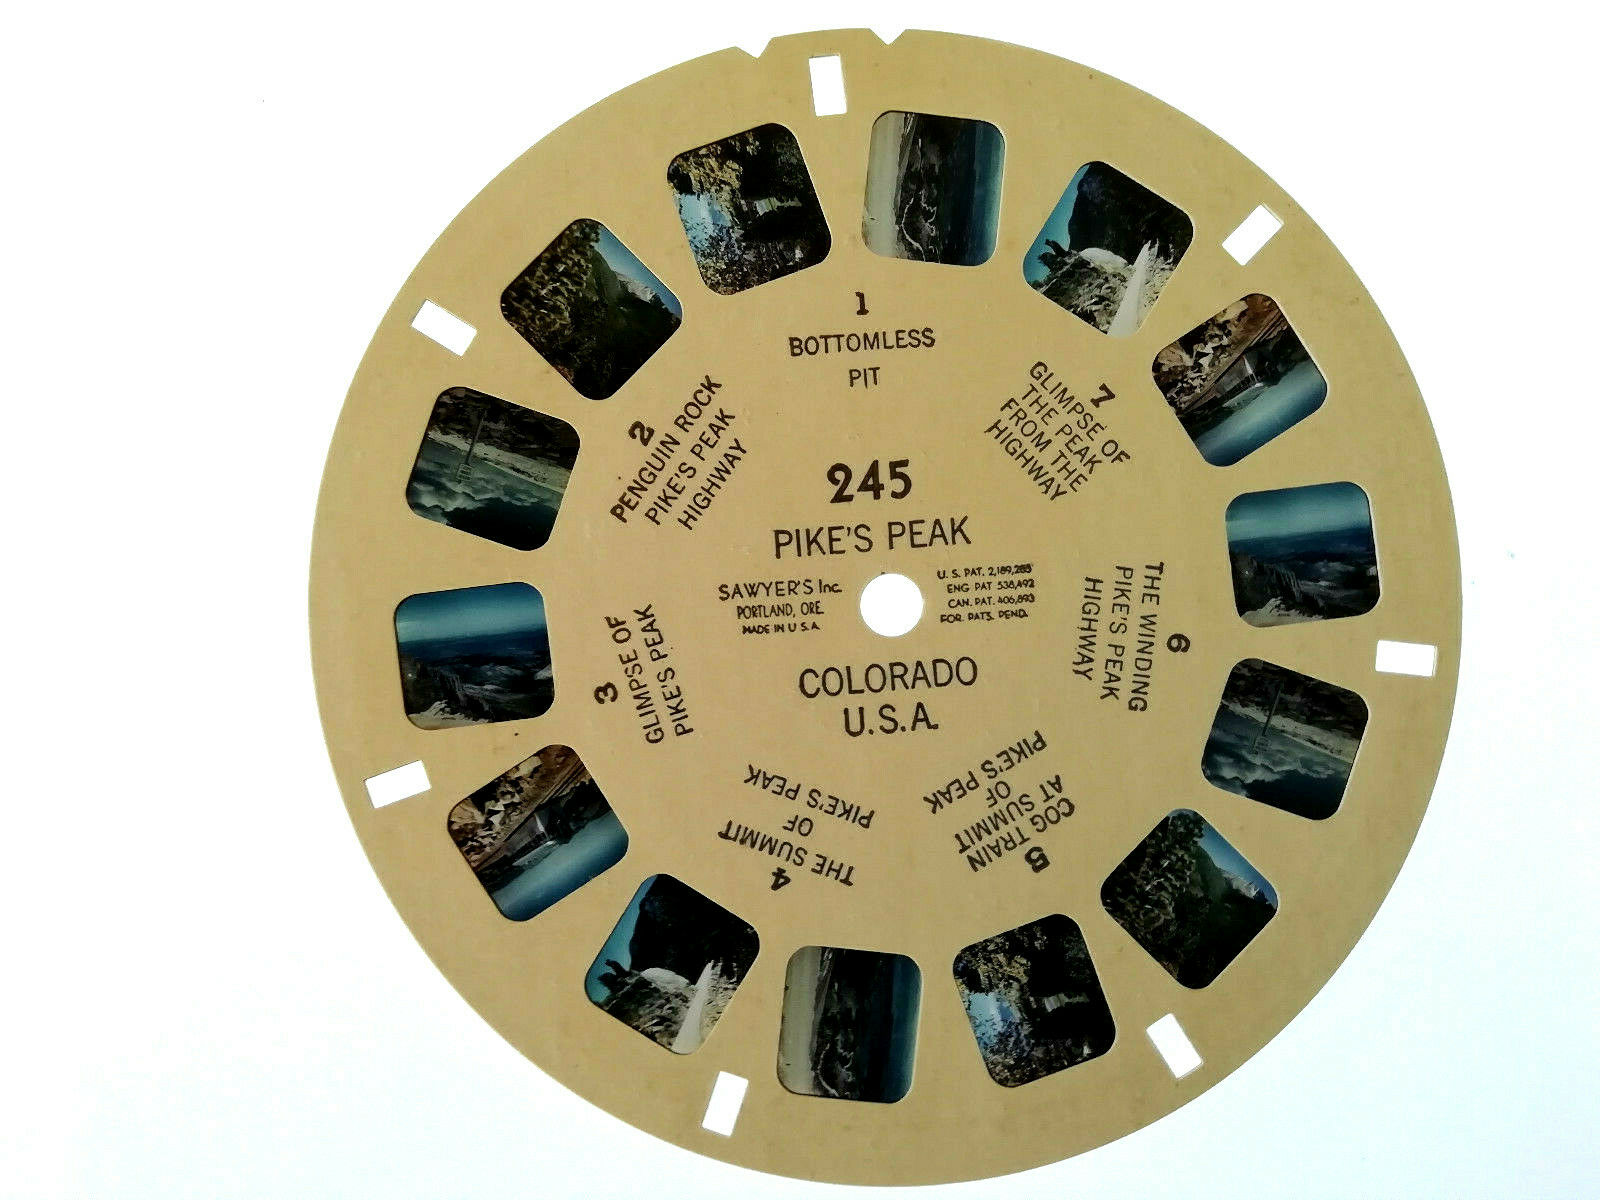 1
BOTTOMLESS
PIT
2
PENGUIN ROCK
PIKE'S PEAK
HIGHWAY
3
GLIMPSE OF
PIKE'S PEAK
4
THE SUMMIT
OF
PIKE'S PEAK
5
COG TRAIN
AT SUMMIT
OF
PIKE'S PEAK
6
THE WINDING
PIKE'S PEAK
HIGHWAY
7
GLIMPSE OF
THE PEAK
FROM THE
HIGHWAY
245
PIKE'S PEAK
SAWYER'S Inc.
PORTLAND, ORE.
MADE IN U.S.A.
U.S. PAT. 2,189,285
ENG PAT 538,492
CAN. PAT. 406,893
FOR. PATS. PEND.
COLORADO
U.S.A.